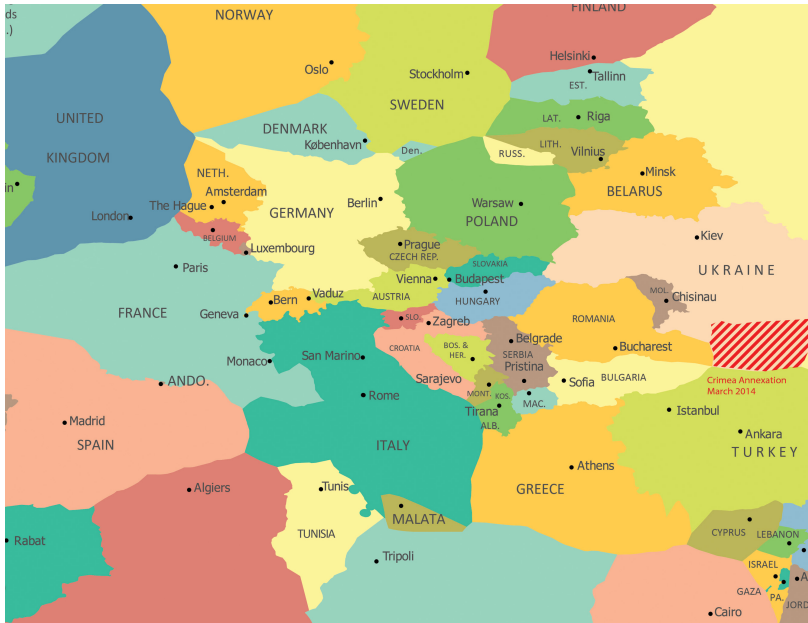 ds
.)
NORWAY
FINLAND
Oslo
Helsinki
Stockholm
Tallinn
EST.
SWEDEN
UNITED
KINGDOM
DENMARK
København
Den.
LAT.
Riga
LITH.
Vilnius
RUSS.
in
NETH.
Amsterdam
The Hague
Minsk
BELARUS
London
GERMANY
Berlin
Warsaw
POLAND
BELGIUM
Luxembourg
Kiev
Paris
Prague
CZECH REP.
SLOVAKIA
UKRAINE
Vienna
Budapest
AUSTRIA
HUNGARY
MOL.
Chisinau
FRANCE
Bern
Vaduz
Geneva
SLO.
Zagreb
ROMANIA
CROATIA
BOS. &
HER.
Belgrade
SERBIA
Pristina
Bucharest
Monaco
San Marino
Sarajevo
Sofia
BULGARIA
Crimea Annexation
March 2014
ANDO.
Rome
MONT.
KOS.
MAC.
Tirana
ALB.
Istanbul
Madrid
SPAIN
ITALY
Ankara
TURKEY
Athens
GREECE
Algiers
Tunis
TUNISIA
MALATA
Rabat
Tripoli
CYPRUS
LEBANON
ISRAEL
GAZA
PA.
A
JORD
Cairo